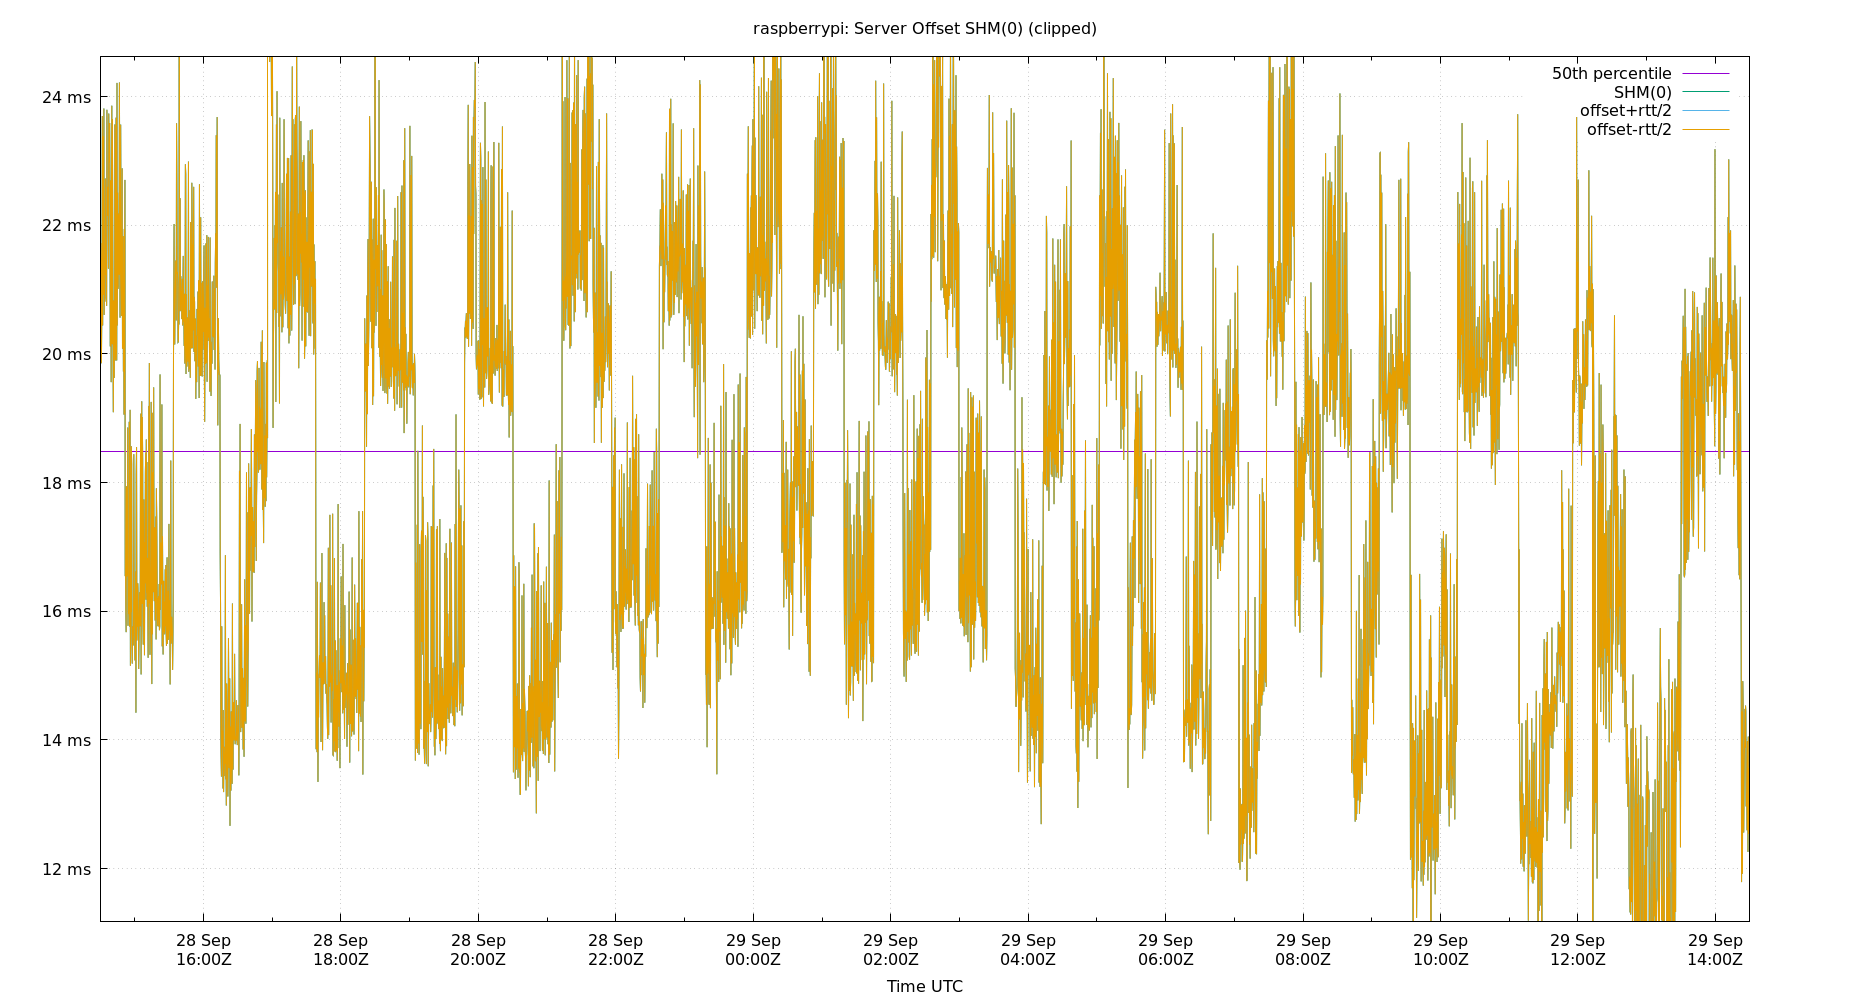 raspberrypi: Server Offset SHM(0) (clipped)
50th percentile
SHM(0)
offset+rtt/2
offset-rtt/2
24 ms
22 ms
20 ms
18 ms
16 ms
14 ms
12 ms
28 Sep 28 Sep 28 Sep 28 Sep 29 Sep 29 Sep 29 Sep 29 Sep 29 Sep 29 Sep 29 Sep 29 Sep
16:00Z 18:00Z 20:00Z 22:00Z 00:00Z 02:00Z 04:00Z 06:00Z 08:00Z 10:00Z 12:00Z 14:00Z
Time UTC